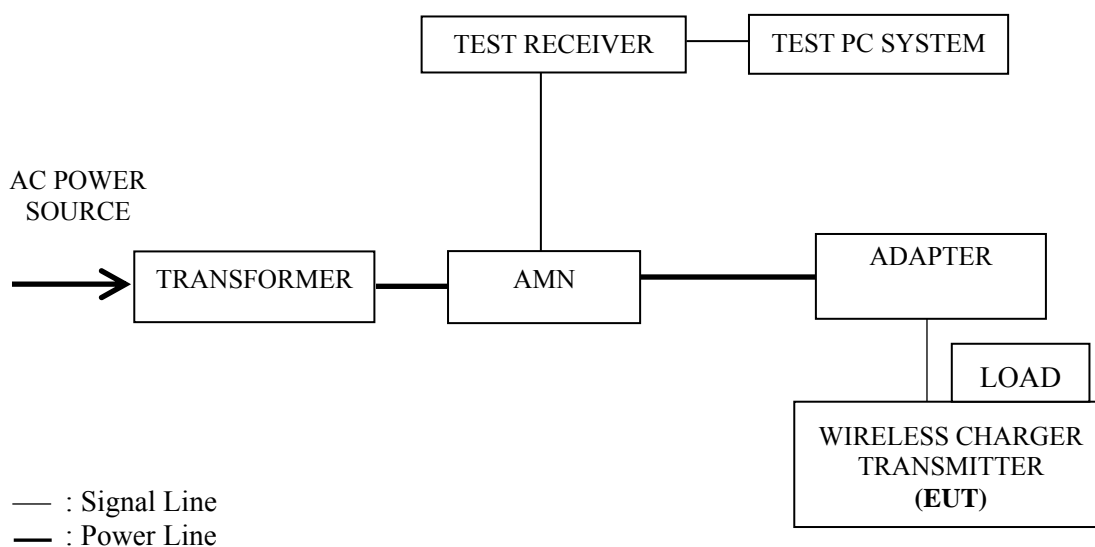 TEST RECEIVER
TEST PC SYSTEM
AC POWER
SOURCE
TRANSFORMER
AMN
ADAPTER
LOAD
WIRELESS CHARGER
TRANSMITTER
(EUT)
: Signal Line
: Power Line